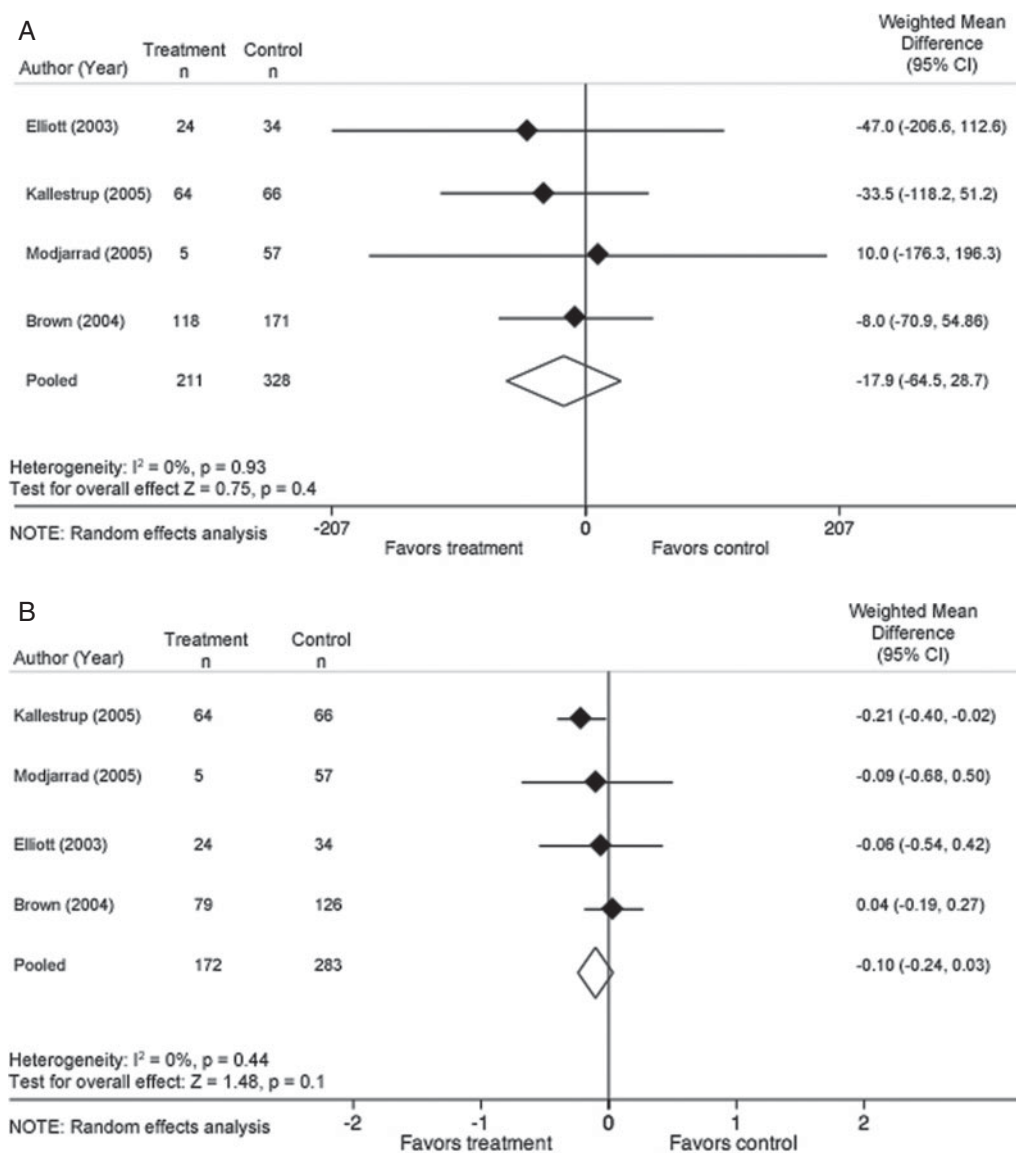 A
Treatment Control Weighted Mean Difference (95% CI)
Author (Year) n n
Elliott (2003) 24 34 -47.0 (-206.6, 112.6)
Kallestrup (2005) 64 66 -33.5 (-118.2, 51.2)
Modjarrad (2005) 5 57 10.0 (-176.3, 196.3)
Brown (2004) 118 171 -8.0 (-70.9, 54.86)
Pooled 211 328 -17.9 (-64.5, 28.7)
Heterogeneity: I² = 0%, p = 0.93
Test for overall effect Z = 0.75, p = 0.4
NOTE: Random effects analysis
-207 0 207
Favors treatment Favors control
B
Treatment Control Weighted Mean Difference (95% CI)
Author (Year) n n
Kallestrup (2005) 64 66 -0.21 (-0.40, -0.02)
Modjarrad (2005) 5 57 -0.09 (-0.68, 0.50)
Elliott (2003) 24 34 -0.06 (-0.54, 0.42)
Brown (2004) 79 126 0.04 (-0.19, 0.27)
Pooled 172 283 -0.10 (-0.24, 0.03)
Heterogeneity: I² = 0%, p = 0.44
Test for overall effect: Z = 1.48, p = 0.1
NOTE: Random effects analysis
-2 -1 0 1 2
Favors treatment Favors control